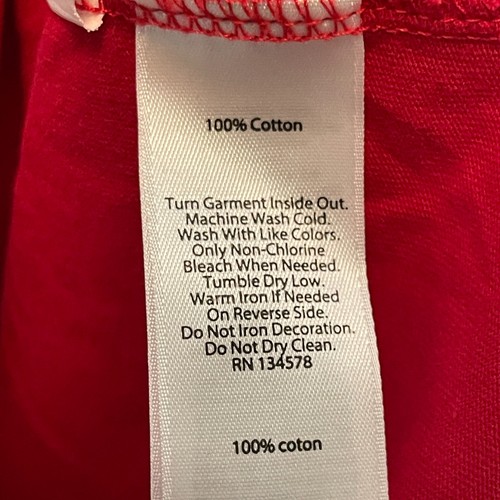 100% Cotton
Turn Garment Inside Out.
Machine Wash Cold.
Wash With Like Colors.
Only Non-Chlorine
Bleach When Needed.
Tumble Dry Low.
Warm Iron If Needed
On Reverse Side.
Do Not Iron Decoration.
Do Not Dry Clean.
RN 134578
100% coton